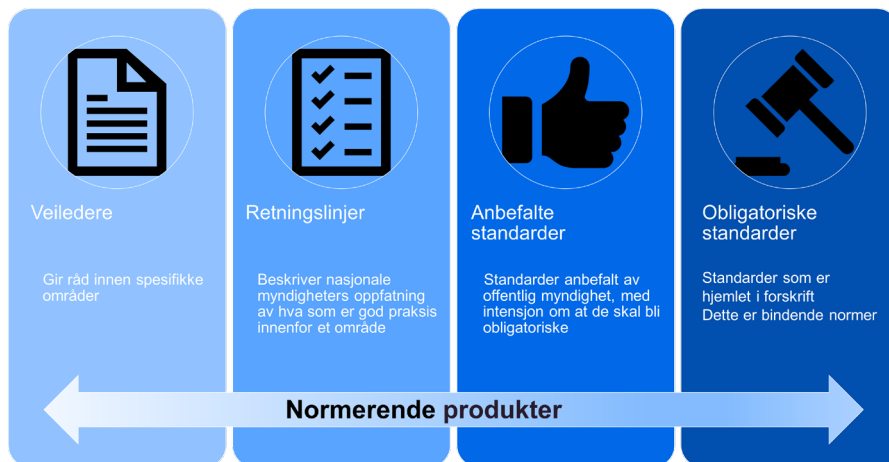 Veiledere
Gir råd innen spesifikke
områder
Retningslinjer
Beskriver nasjonale
myndigheters oppfatning
av hva som er god praksis
innenfor et område
Anbefalte
standarder
Standarder anbefalt av
offentlig myndighet, med
intensjon om at de skal bli
obligatoriske
Obligatoriske
standarder
Standarder som er
hjemlet i forskrift
Dette er bindende normer
Normerende produkter